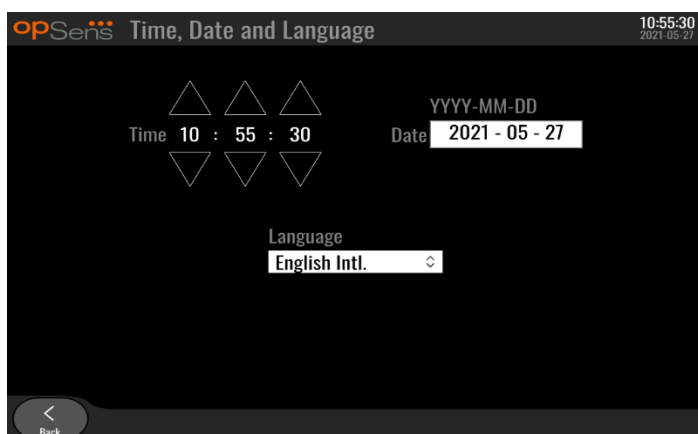 opSens Time, Date and Language
10:55:30
2021-05-27
YYYY-MM-DD
Time 10 : 55 : 30
Date 2021 - 05 - 27
Language
English Intl.
Back